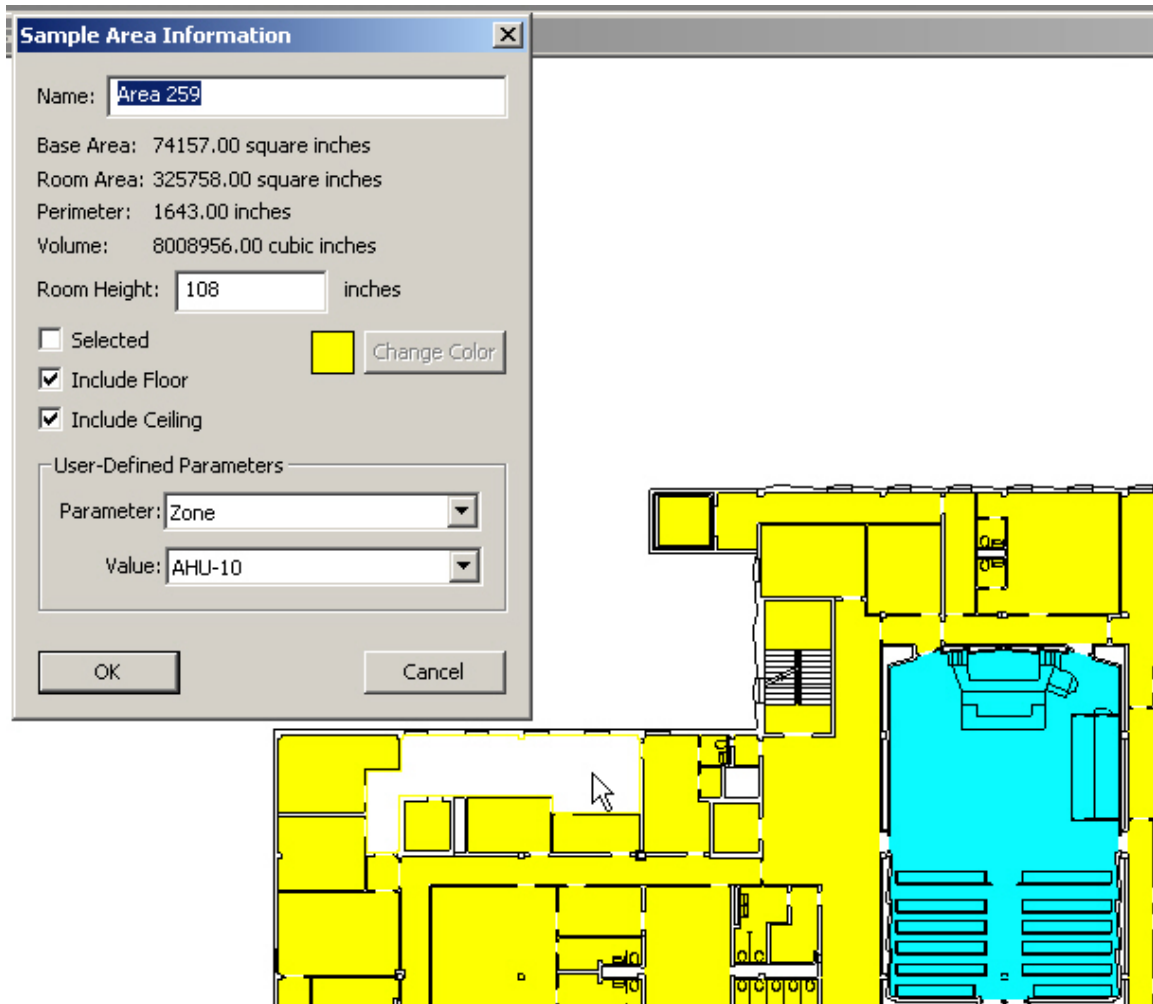 Sample Area Information
Name: Area 259
Base Area: 74157.00 square inches
Room Area: 325758.00 square inches
Perimeter: 1643.00 inches
Volume: 8008956.00 cubic inches
Room Height: 108 inches
Selected
Change Color
Include Floor
Include Ceiling
User-Defined Parameters
Parameter: Zone
Value: AHU-10
OK Cancel